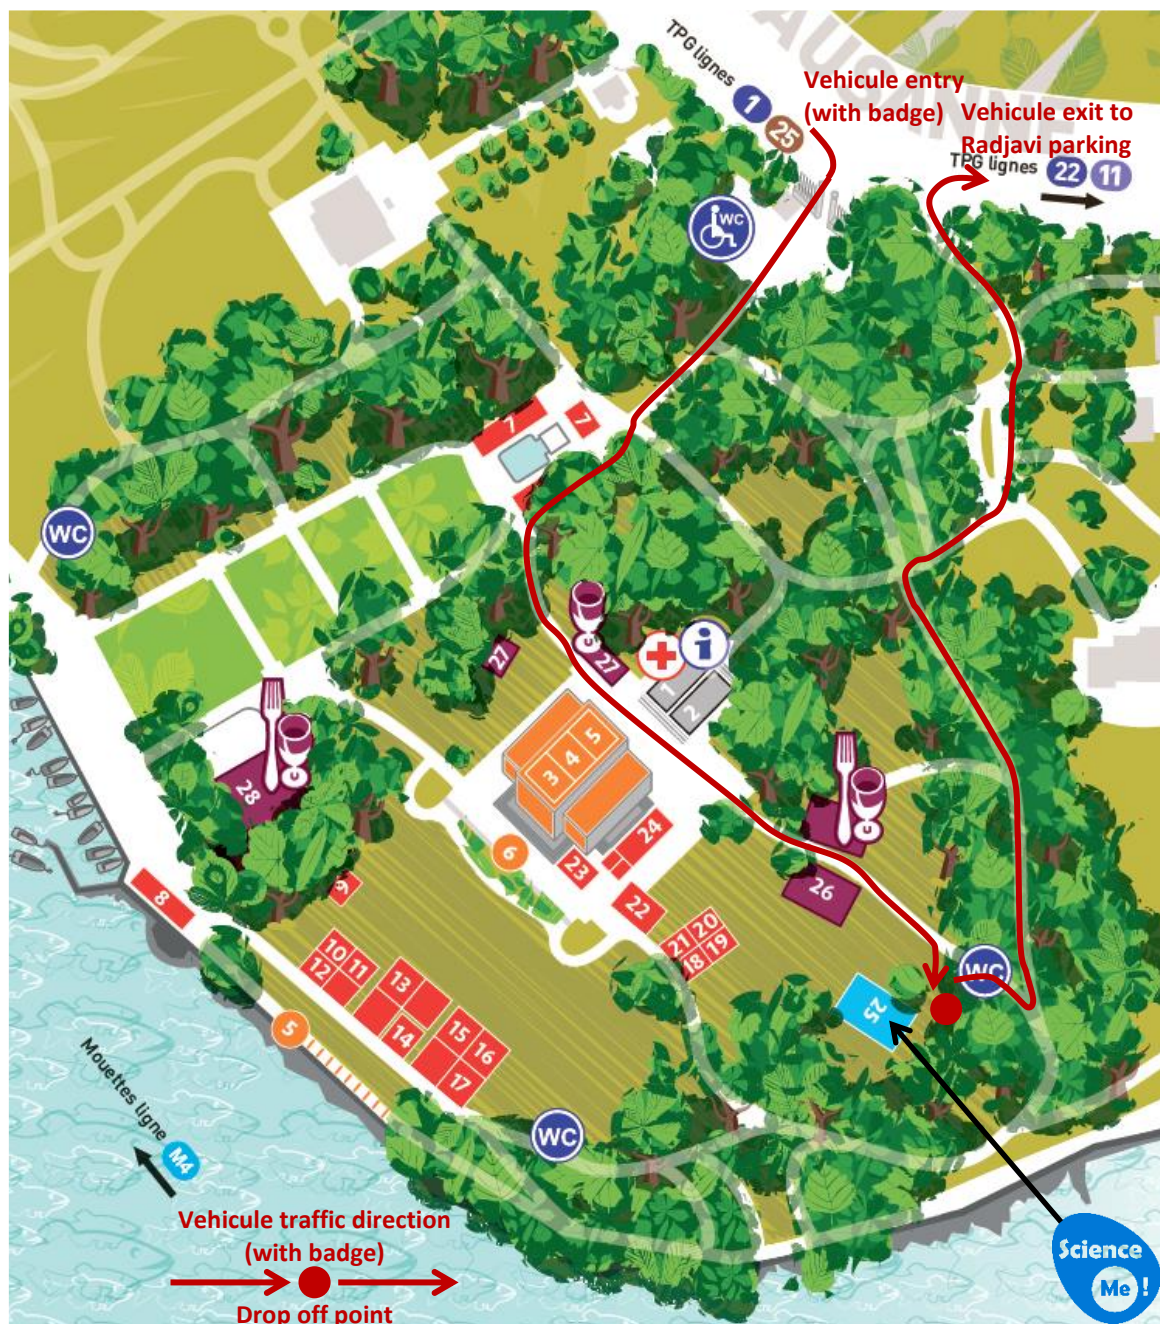 AUSANNE
TPG lignes
1
25
Vehicule entry
(with badge)
Vehicule exit to
Radjavi parking
TPG lignes 22 11
WC
7
7
WC
27
27
1
2
3 4 5
28
6
24
23
26
8
9
22
21 20
18 19
10 11
12
13
14
15 16
17
WC
25
5
Mouettes ligne
M4
WC
Vehicule traffic direction
(with badge)
Drop off point
Science
Me !